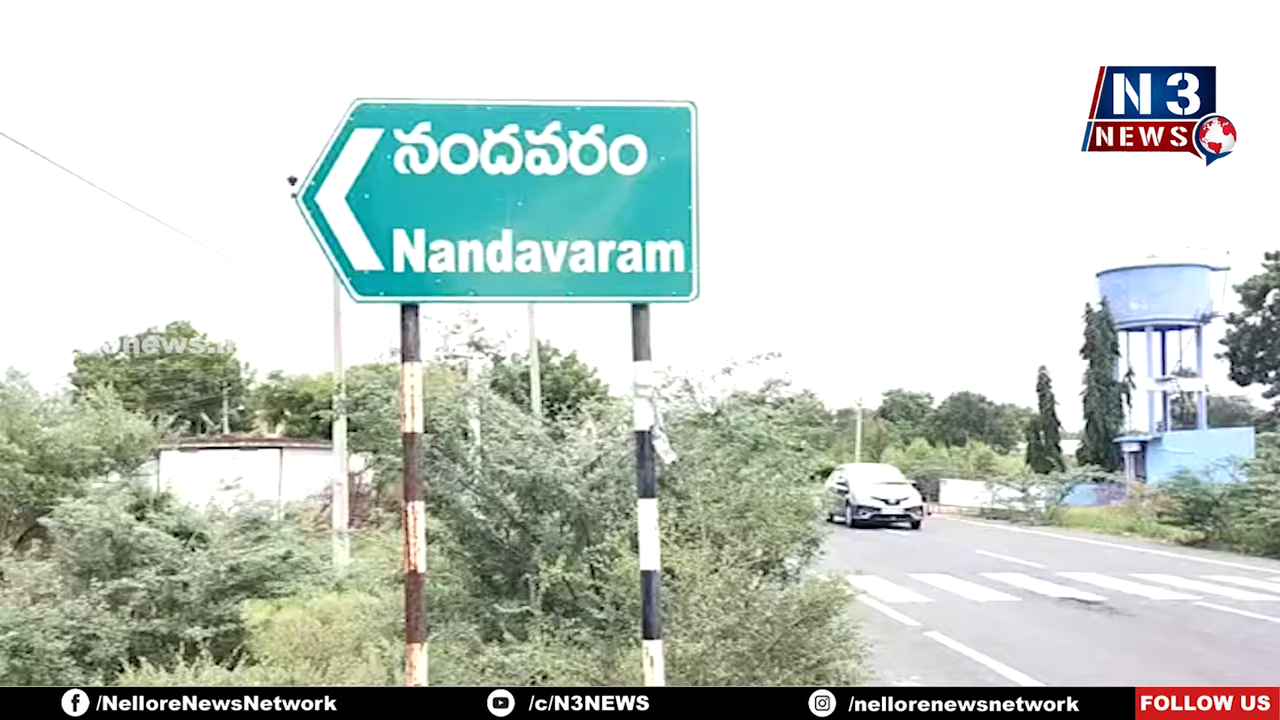 N3
NEWS
నందవరం
Nandavaram
/NelloreNewsNetwork
/c/N3NEWS
/nellorenewsnetwork
FOLLOW US